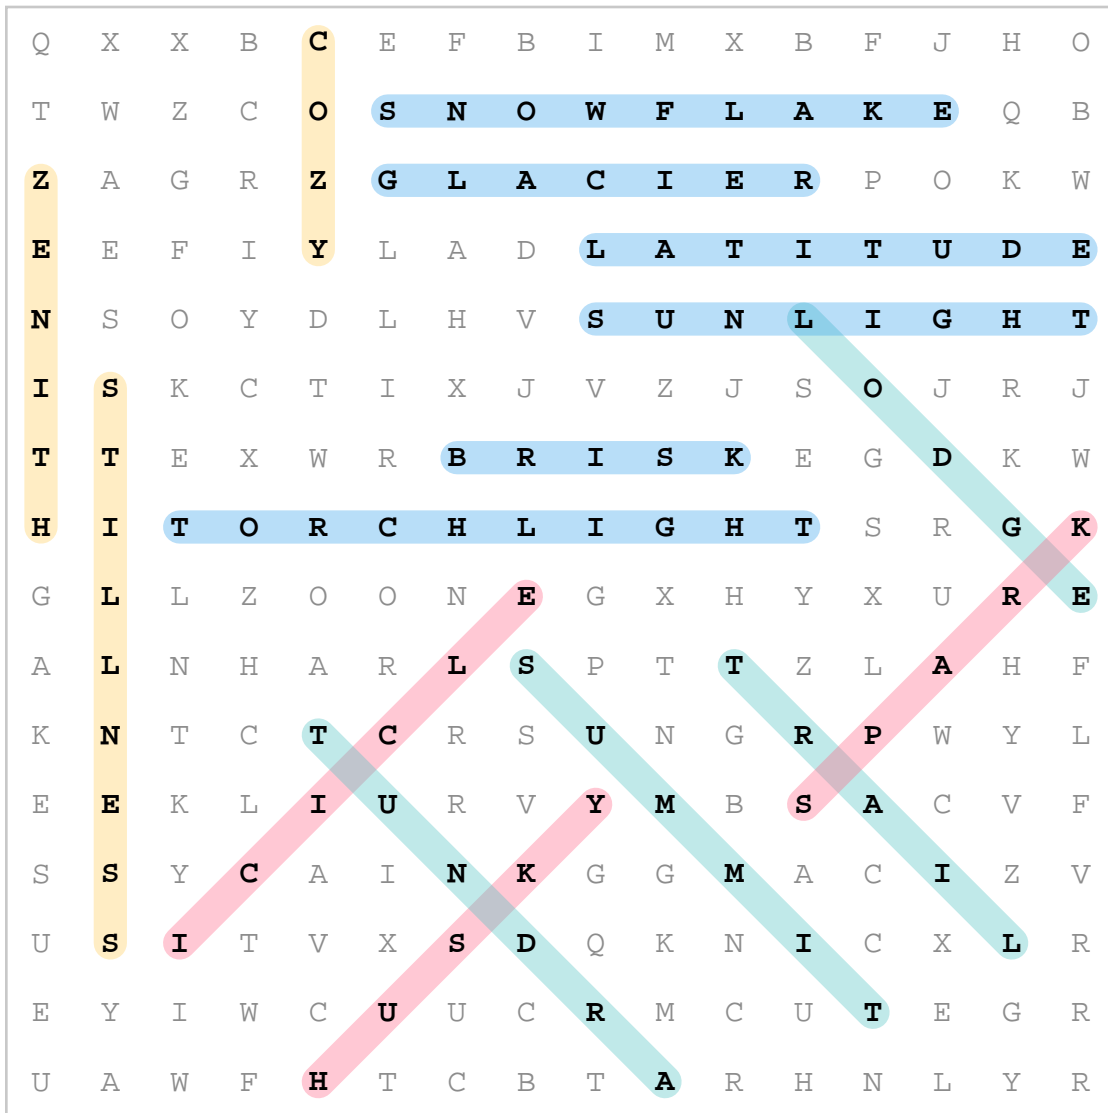 Q X X B C E F B I M X B F J H O
T W Z C O S N O W F L A K E Q B
Z A G R Z G L A C I E R P O K W
E E F I Y L A D L A T I T U D E
N S O Y D L H V S U N L I G H T
I S K C T I X J V Z J S O J R J
T T E X W R B R I S K E G D K W
H I T O R C H L I G H T S R G K
G L L Z O O N E G X H Y X U R E
A L N H A R L S P T T Z L A H F
K N T C T C R S U N G R P W Y L
E E K L I U R V Y M B S A C V F
S S Y C A I N K G G M A C I Z V
U S I T V X S D Q K N I C X L R
E Y I W C U U C R M C U T E G R
U A W F H T C B T A R H N L Y R